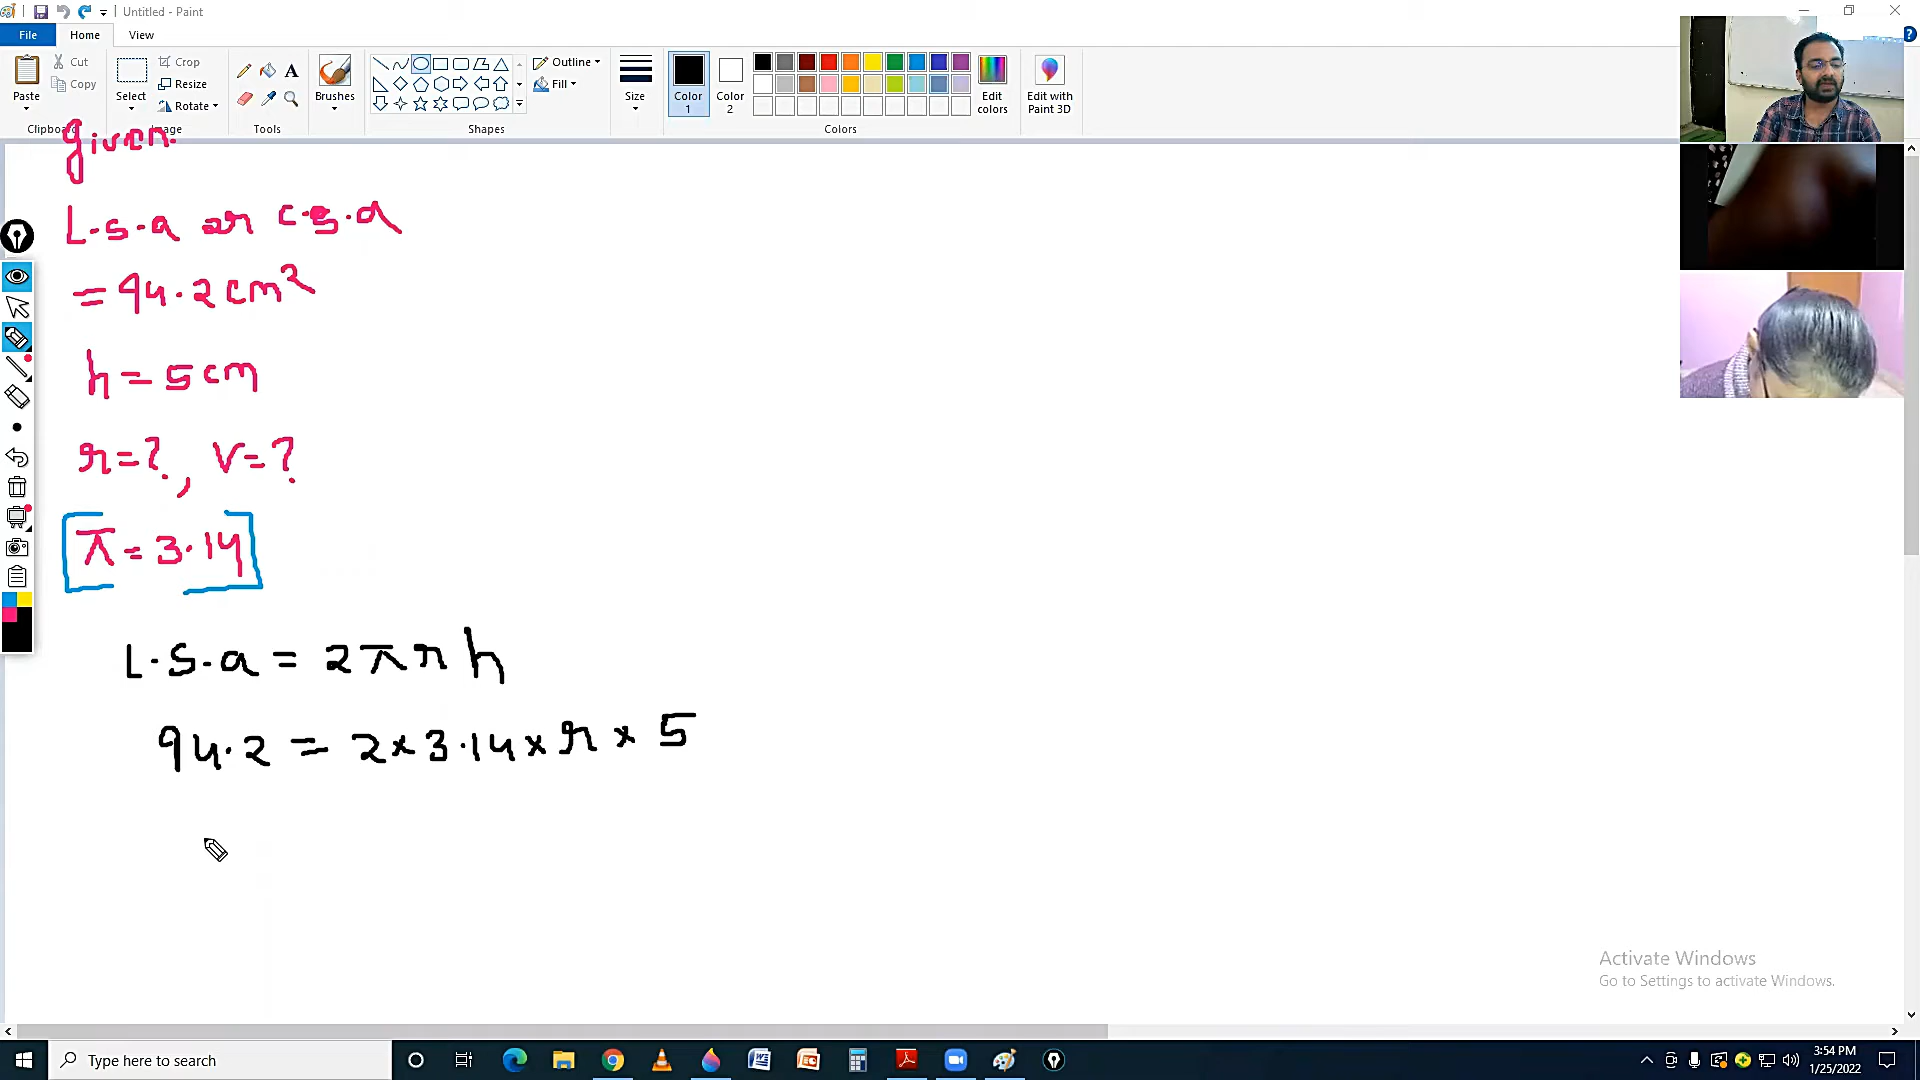 Untitled - Paint
File Home View
Paste Cut Copy Clipboard
Select Crop Resize Rotate Image
Tools
Brushes
Shapes
Outline Fill
Size
Color 1 Color 2
Colors
Edit colors
Edit with Paint 3D
given
L.S.a or C.S.a
= 94.2 cm²
h = 5 cm
r = ?, V = ?
π = 3.14
L.S.a = 2πrh
94.2 = 2 × 3.14 × r × 5
Activate Windows
Go to Settings to activate Windows.
Type here to search
3:54 PM
1/25/2022